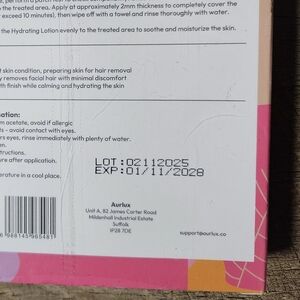 the treated area. Apply at approximately 2mm thickness to completely cover the
exceed 10 minutes), then wipe off with a towel and rinse thoroughly with water.
the Hydrating Lotion evenly to the treated area to soothe and moisturize the skin.
skin condition, preparing skin for hair removal
removes facial hair with minimal discomfort
finish while calming and hydrating the skin
acetate, avoid if allergic
avoid contact with eyes.
eyes, rinse immediately with plenty of water.
after application.
in a cool place.
LOT:02112025
EXP:01/11/2028
Aurlux
Unit A, 82 James Carter Road
Mildenhall Industrial Estate
Suffolk
IP28 7DE
support@aurlux.co